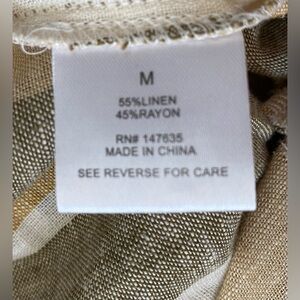 M
55%LINEN
45%RAYON
RN# 147635
MADE IN CHINA
SEE REVERSE FOR CARE